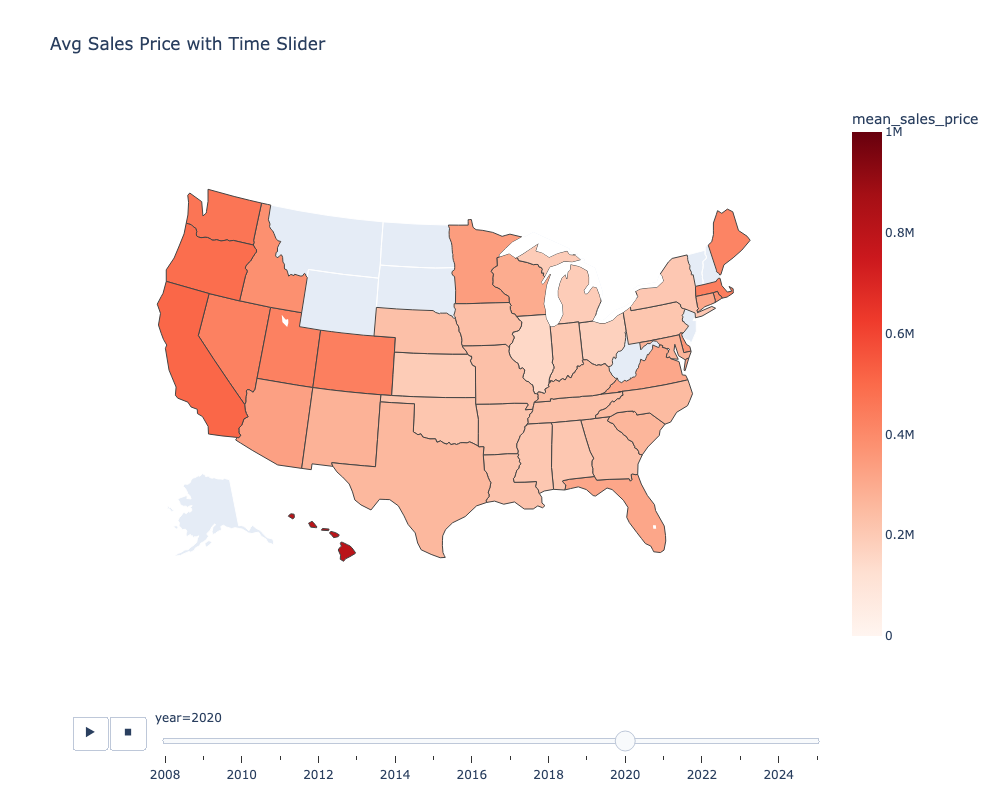 Avg Sales Price with Time Slider
mean_sales_price
1M
0.8M
0.6M
0.4M
0.2M
0
year=2020
2008 2010 2012 2014 2016 2018 2020 2022 2024